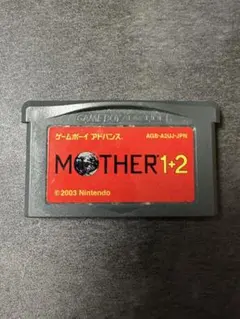 GAME BOY ADVANCE
ゲームボーイ アドバンス
AGB-A2UJ-JPN
MOTHER 1+2
©2003 Nintendo